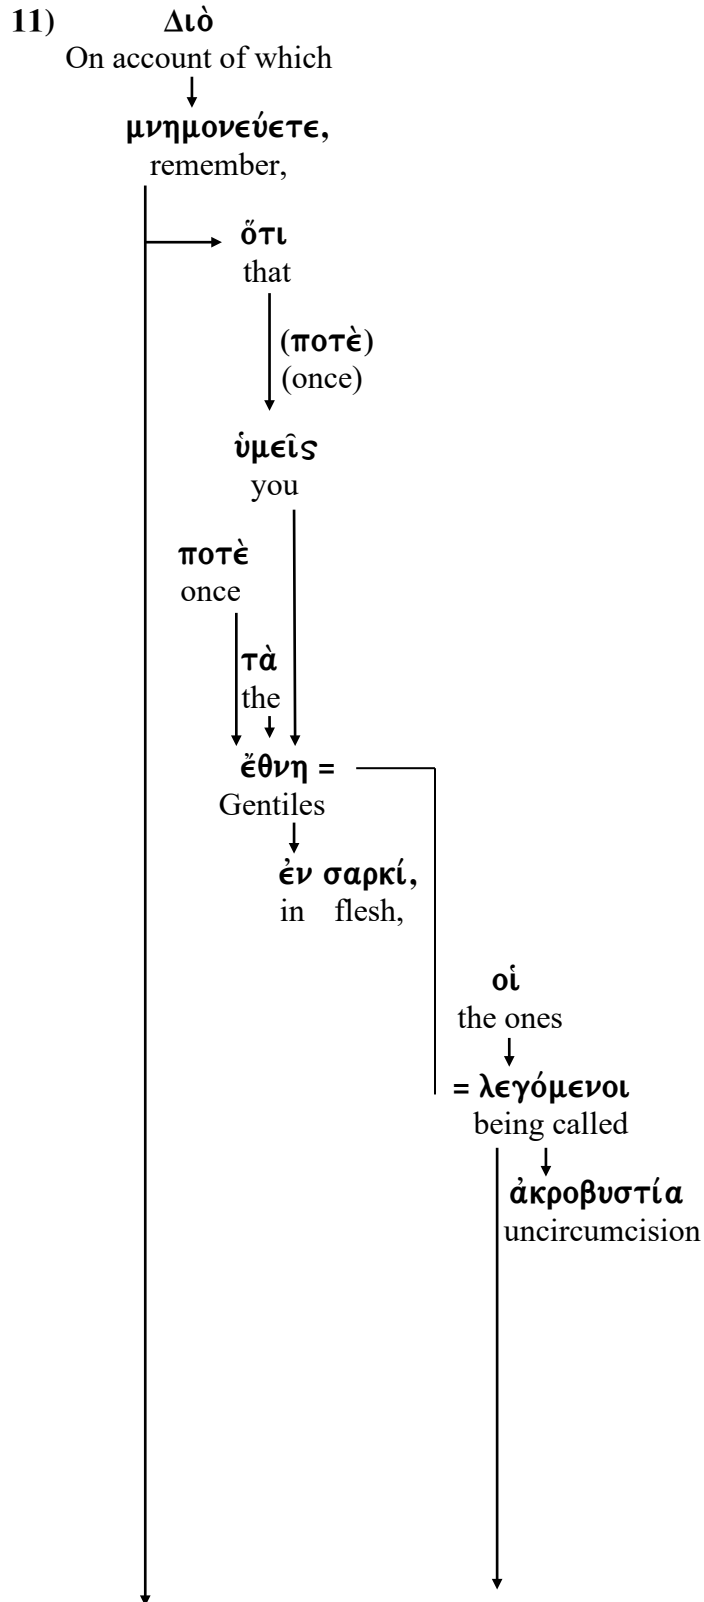 11) Διὸ
On account of which
μνημονεύετε,
remember,
ὅτι
that
(ποτὲ)
(once)
ὑμεῖς
you
ποτὲ
once
τὰ
the
ἔθνη =
Gentiles
ἐν σαρκί,
in flesh,
οἱ
the ones
= λεγόμενοι
being called
ἀκροβυστία
uncircumcision